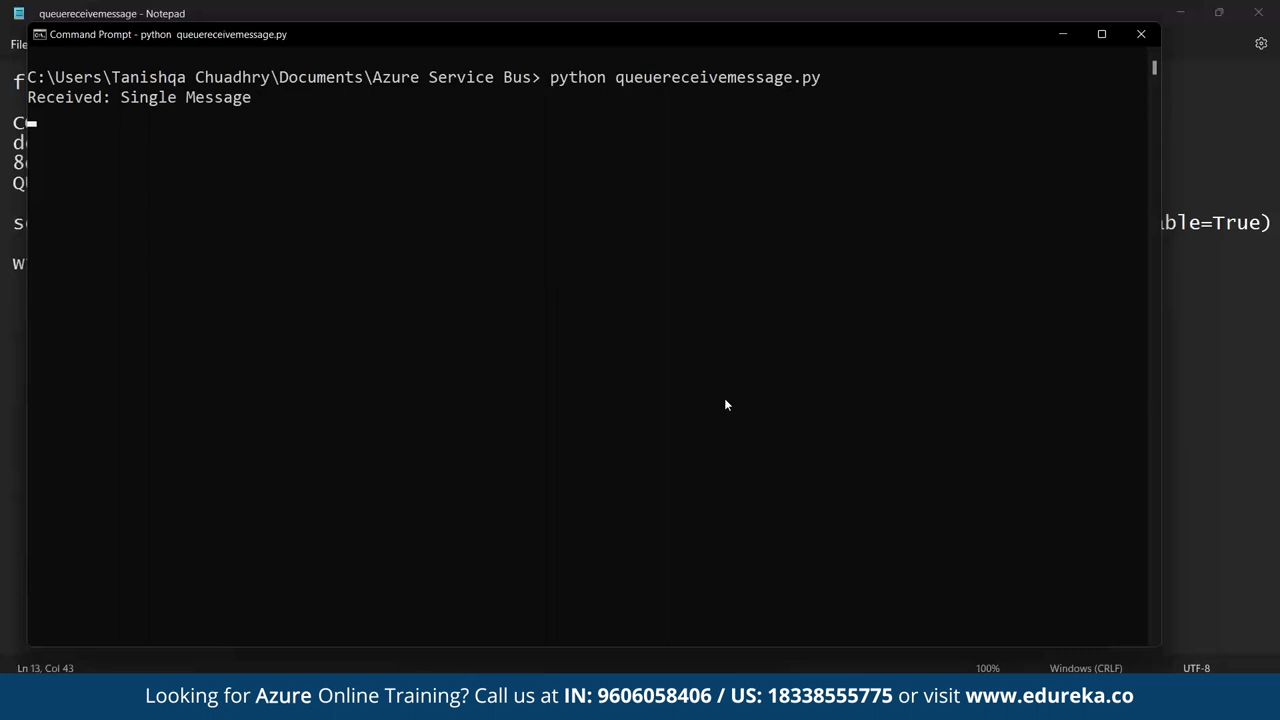 queuereceivemessage - Notepad
Command Prompt - python queuereceivemessage.py
File
C:\Users\Tanishqa Chuadhry\Documents\Azure Service Bus> python queuereceivemessage.py
Received: Single Message
f
C
d
8
Q
s
ble=True)
w
Ln 13, Col 43
100%
Windows (CRLF)
UTF-8
Looking for Azure Online Training? Call us at IN: 9606058406 / US: 18338555775 or visit www.edureka.co